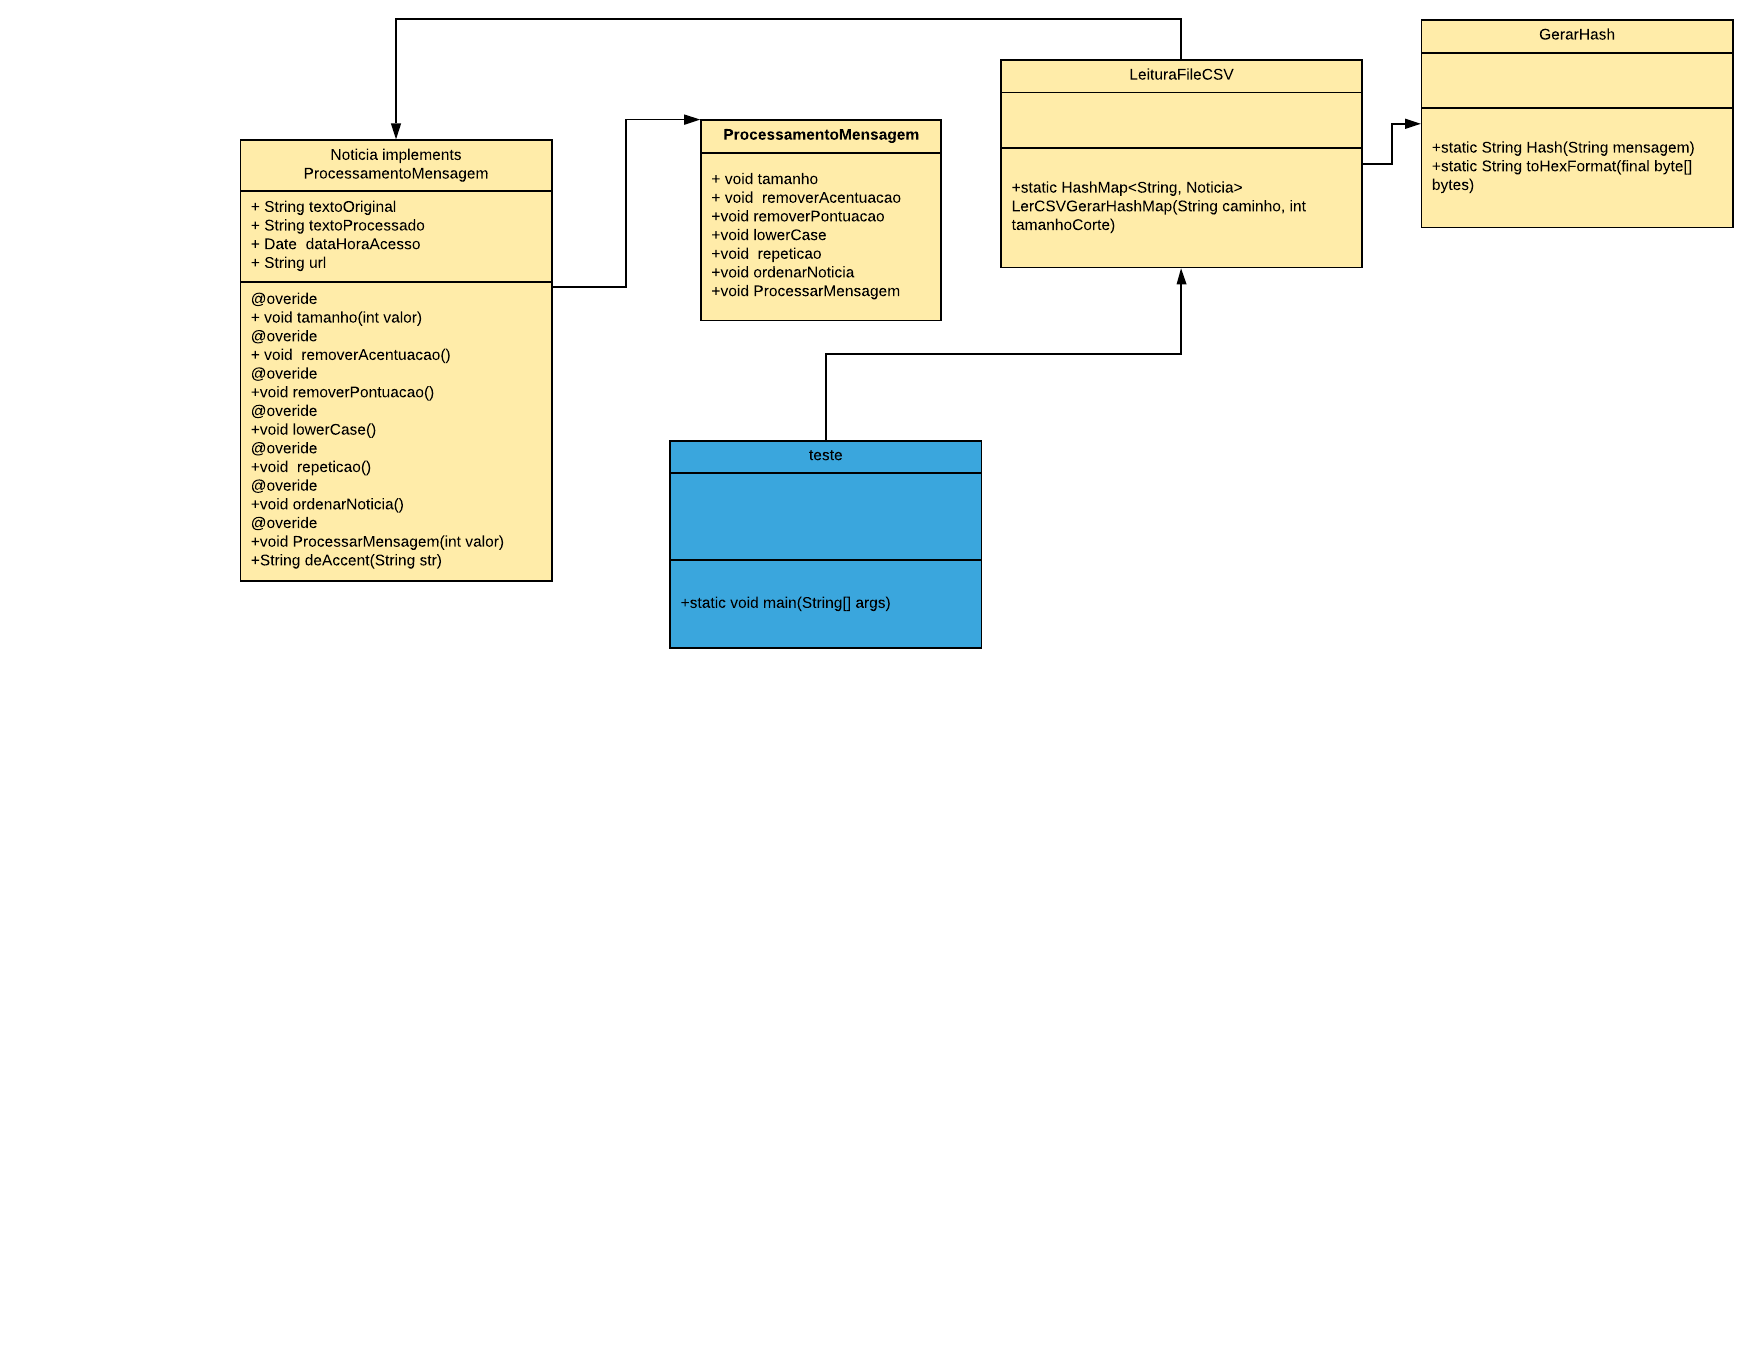 Noticia implements
ProcessamentoMensagem
+ String textoOriginal
+ String textoProcessado
+ Date  dataHoraAcesso
+ String url
@overide
+ void tamanho(int valor)
@overide
+ void  removerAcentuacao()
@overide
+void removerPontuacao()
@overide
+void lowerCase()
@overide
+void  repeticao()
@overide
+void ordenarNoticia()
@overide
+void ProcessarMensagem(int valor)
+String deAccent(String str)
ProcessamentoMensagem
+ void tamanho
+ void  removerAcentuacao
+void removerPontuacao
+void lowerCase
+void  repeticao
+void ordenarNoticia
+void ProcessarMensagem
LeituraFileCSV
+static HashMap<String, Noticia>
LerCSVGerarHashMap(String caminho, int
tamanhoCorte)
GerarHash
+static String Hash(String mensagem)
+static String toHexFormat(final byte[]
bytes)
teste
+static void main(String[] args)